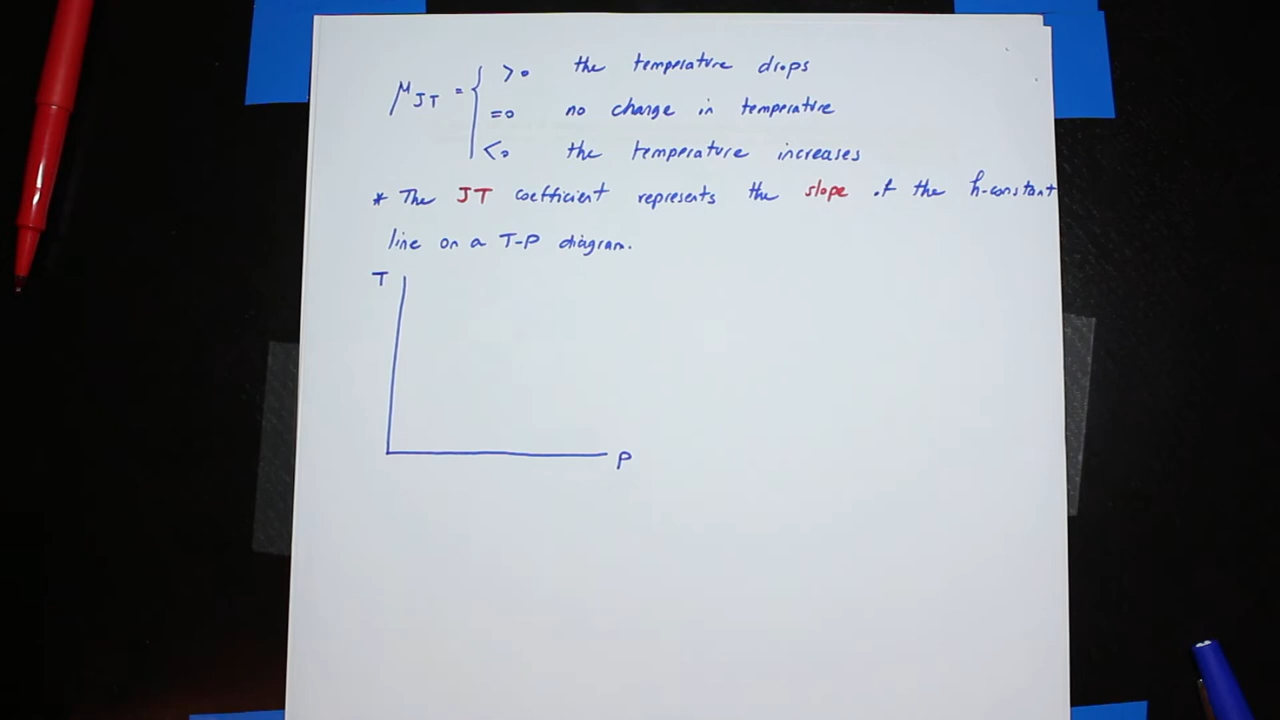 μJT = { >0 the temperature drops
=0 no change in temperature
<0 the temperature increases
* The JT coefficient represents the slope of the h-constant
line on a T-P diagram.
T
P